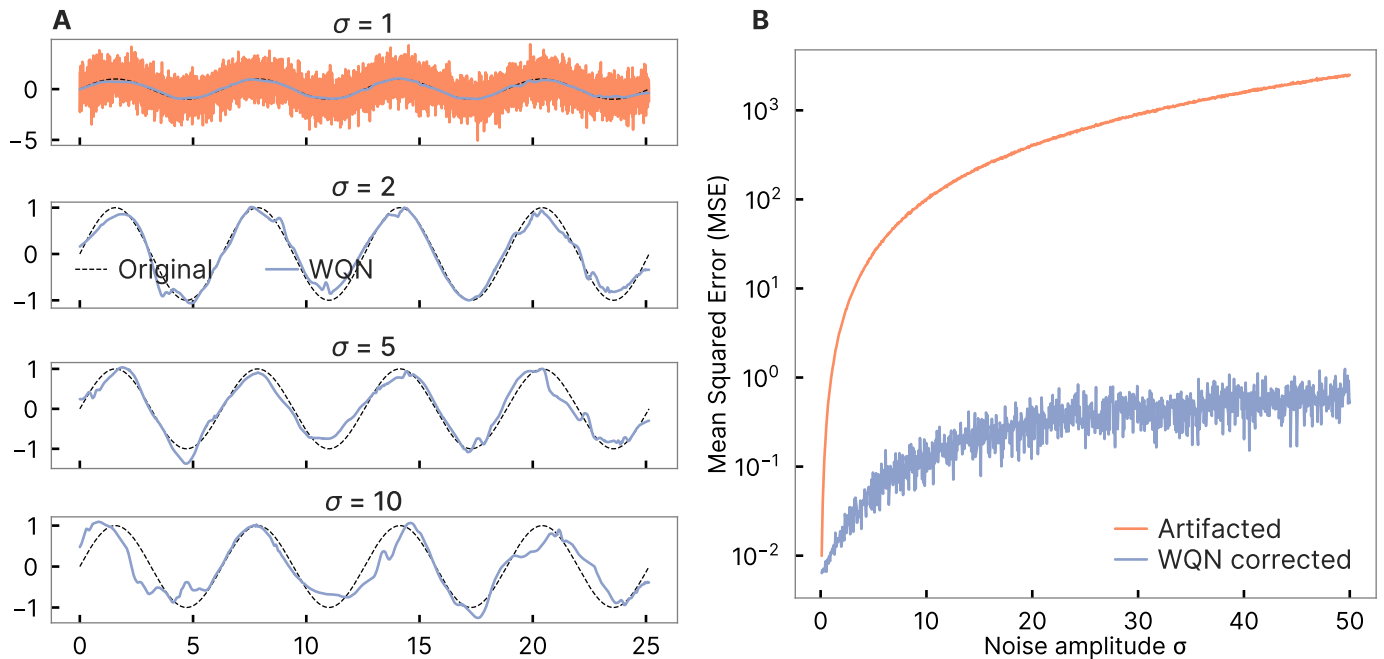 A
σ = 1
0
−5
σ = 2
1
0
−1
Original
WQN
σ = 5
1
0
−1
σ = 10
1
0
−1
0 5 10 15 20 25
B
Mean Squared Error (MSE)
10³
10²
10¹
10⁰
10⁻¹
10⁻²
Artifacted
WQN corrected
0 10 20 30 40 50
Noise amplitude σ